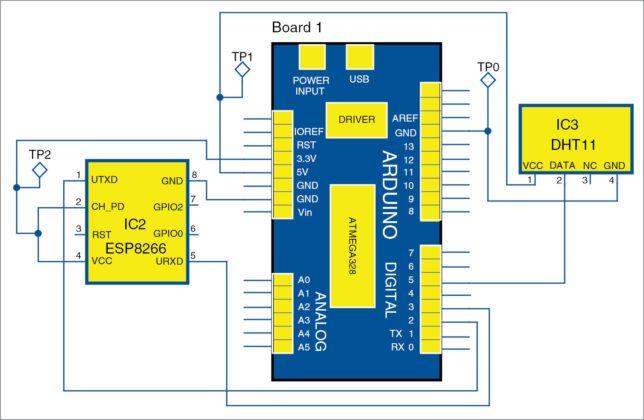 Board 1
TP1
TP0
POWER INPUT
USB
DRIVER
IOREF
RST
3.3V
5V
GND
GND
Vin
AREF
GND
13
12
11
10
9
8
ARDUINO
ATMEGA328
TP2
1 UTXD GND 8
2 CH_PD GPIO2 7
IC2
3 RST GPIO0 6
ESP8266
4 VCC URXD 5
IC3
DHT11
VCC DATA NC GND
1 2 3 4
A0
A1
A2
A3
A4
A5
ANALOG
DIGITAL
7
6
5
4
3
2
TX 1
RX 0